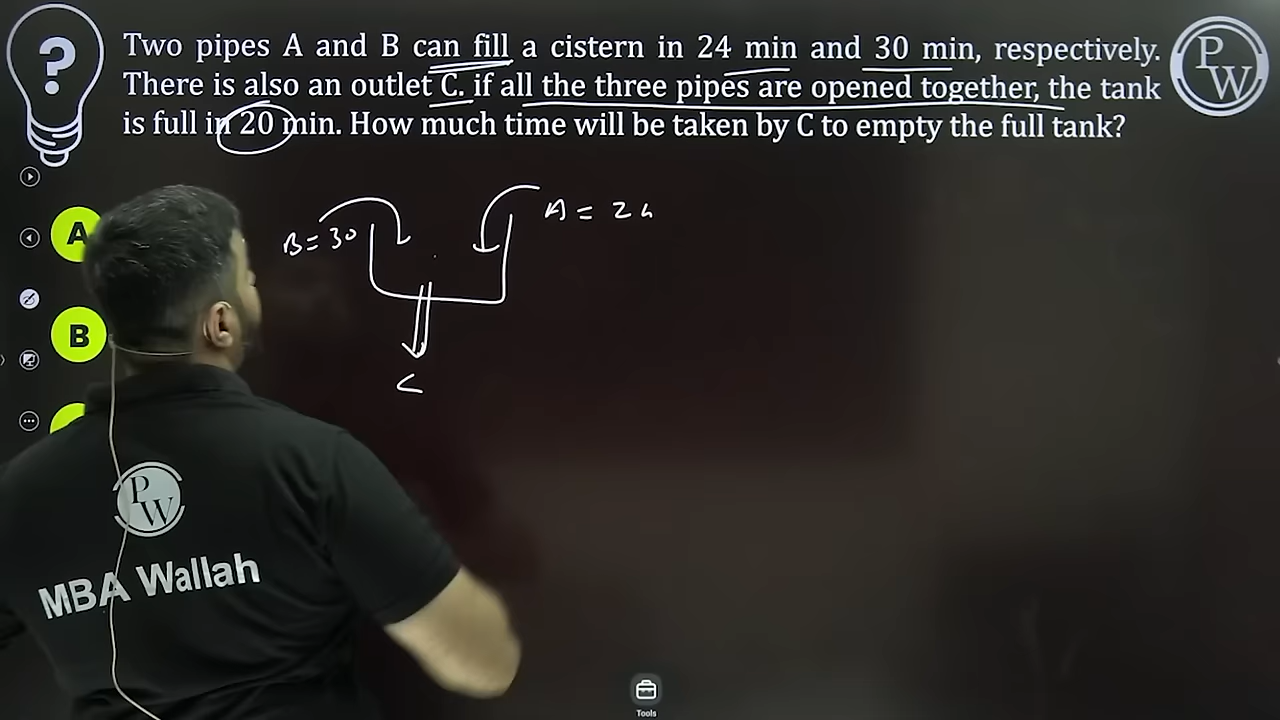 ?
Two pipes A and B can fill a cistern in 24 min and 30 min, respectively.
There is also an outlet C. if all the three pipes are opened together, the tank
is full in 20 min. How much time will be taken by C to empty the full tank?
PW
A
B = 30
A = 24
B
C
PW
MBA Wallah
Tools